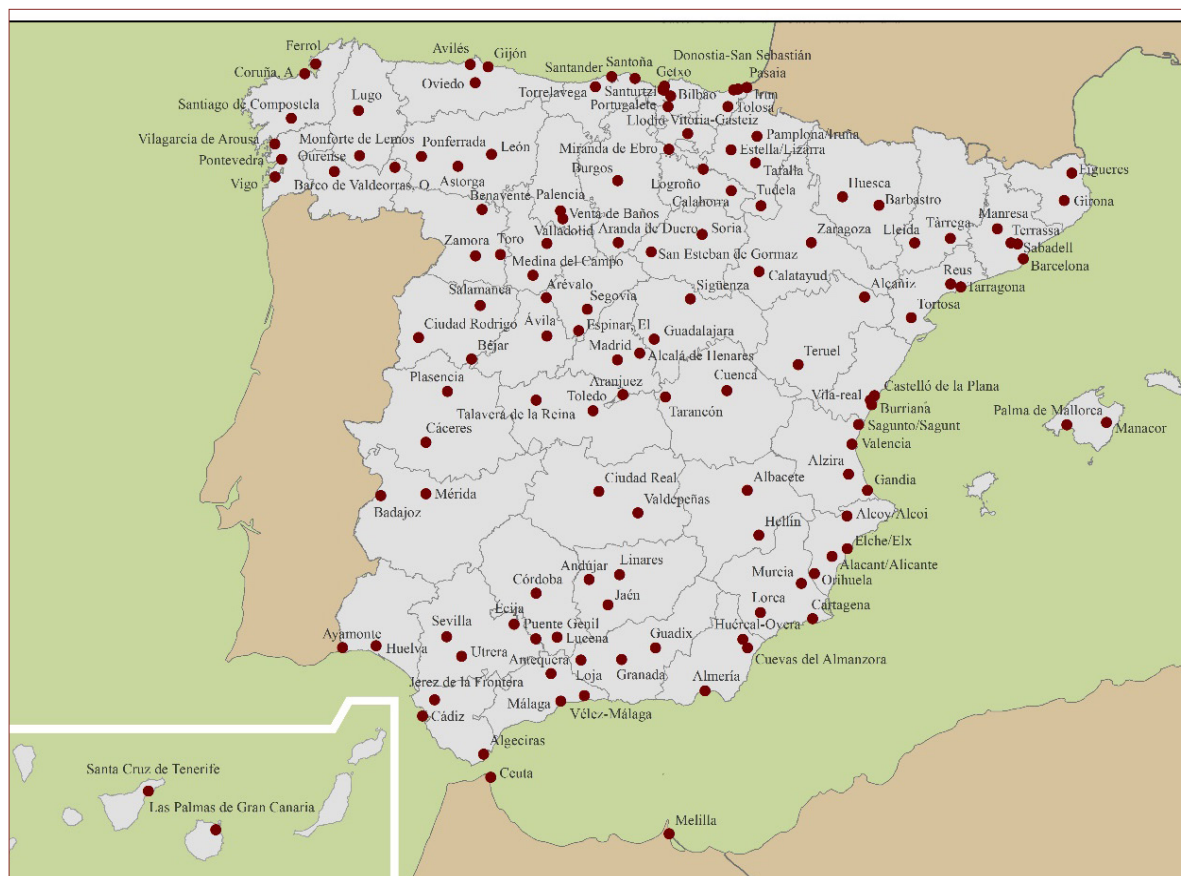 Ferrol
Avilés
Gijón
Donostia-San Sebastián
Coruña, A
Santander
Santoña
Getxo
Pasaia
Oviedo
Torrelavega
Santurtzi
Bilbao
Irun
Santiago de Compostela
Lugo
Portugalete
Tolosa
Llodio
Vitoria-Gasteiz
Vilagarcia de Arousa
Monforte de Lemos
Ponferrada
León
Miranda de Ebro
Pamplona/Iruña
Estella/Lizarra
Pontevedra
Ourense
Astorga
Burgos
Logroño
Tafalla
Figueres
Vigo
Barco de Valdeorras, O
Benavente
Palencia
Calahorra
Tudela
Huesca
Barbastro
Girona
Venta de Baños
Valladolid
Aranda de Duero
Soria
Zaragoza
Lleida
Tàrrega
Manresa
Terrassa
Zamora
Toro
San Esteban de Gormaz
Sabadell
Medina del Campo
Calatayud
Barcelona
Salamanca
Arévalo
Segovia
Sigüenza
Alcañiz
Reus
Tarragona
Tortosa
Ciudad Rodrigo
Ávila
Espinar, El
Guadalajara
Béjar
Madrid
Alcalá de Henares
Teruel
Plasencia
Aranjuez
Cuenca
Talavera de la Reina
Toledo
Tarancón
Vila-real
Castelló de la Plana
Burriana
Palma de Mallorca
Manacor
Cáceres
Sagunto/Sagunt
Valencia
Alzira
Badajoz
Mérida
Ciudad Real
Albacete
Gandia
Valdepeñas
Alcoy/Alcoi
Hellín
Elche/Elx
Andújar
Linares
Alacant/Alicante
Córdoba
Murcia
Orihuela
Jaén
Lorca
Cartagena
Ecija
Ayamonte
Huelva
Sevilla
Puente Genil
Lucena
Guadix
Huércal-Overa
Utrera
Antequera
Loja
Granada
Cuevas del Almanzora
Jerez de la Frontera
Almería
Cádiz
Málaga
Vélez-Málaga
Algeciras
Santa Cruz de Tenerife
Ceuta
Las Palmas de Gran Canaria
Melilla